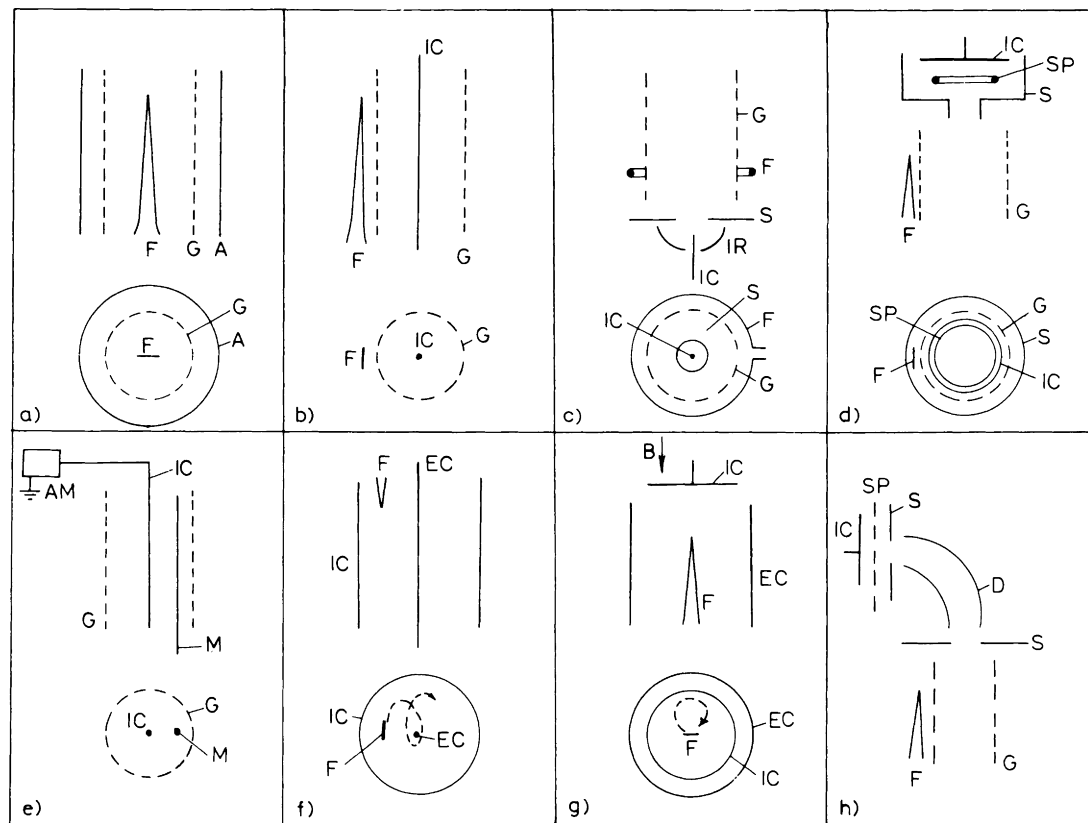 F G A
G
F A
a)
IC
F G
F IC G
b)
G
F
S
IR
IC
S
IC F
G
c)
IC
SP
S
F G
SP G
S
F IC
d)
AM IC
G
M
G
IC
M
e)
F EC
IC
IC
F EC
f)
B IC
F EC
F EC
IC
g)
SP S
IC
D
S
F G
h)